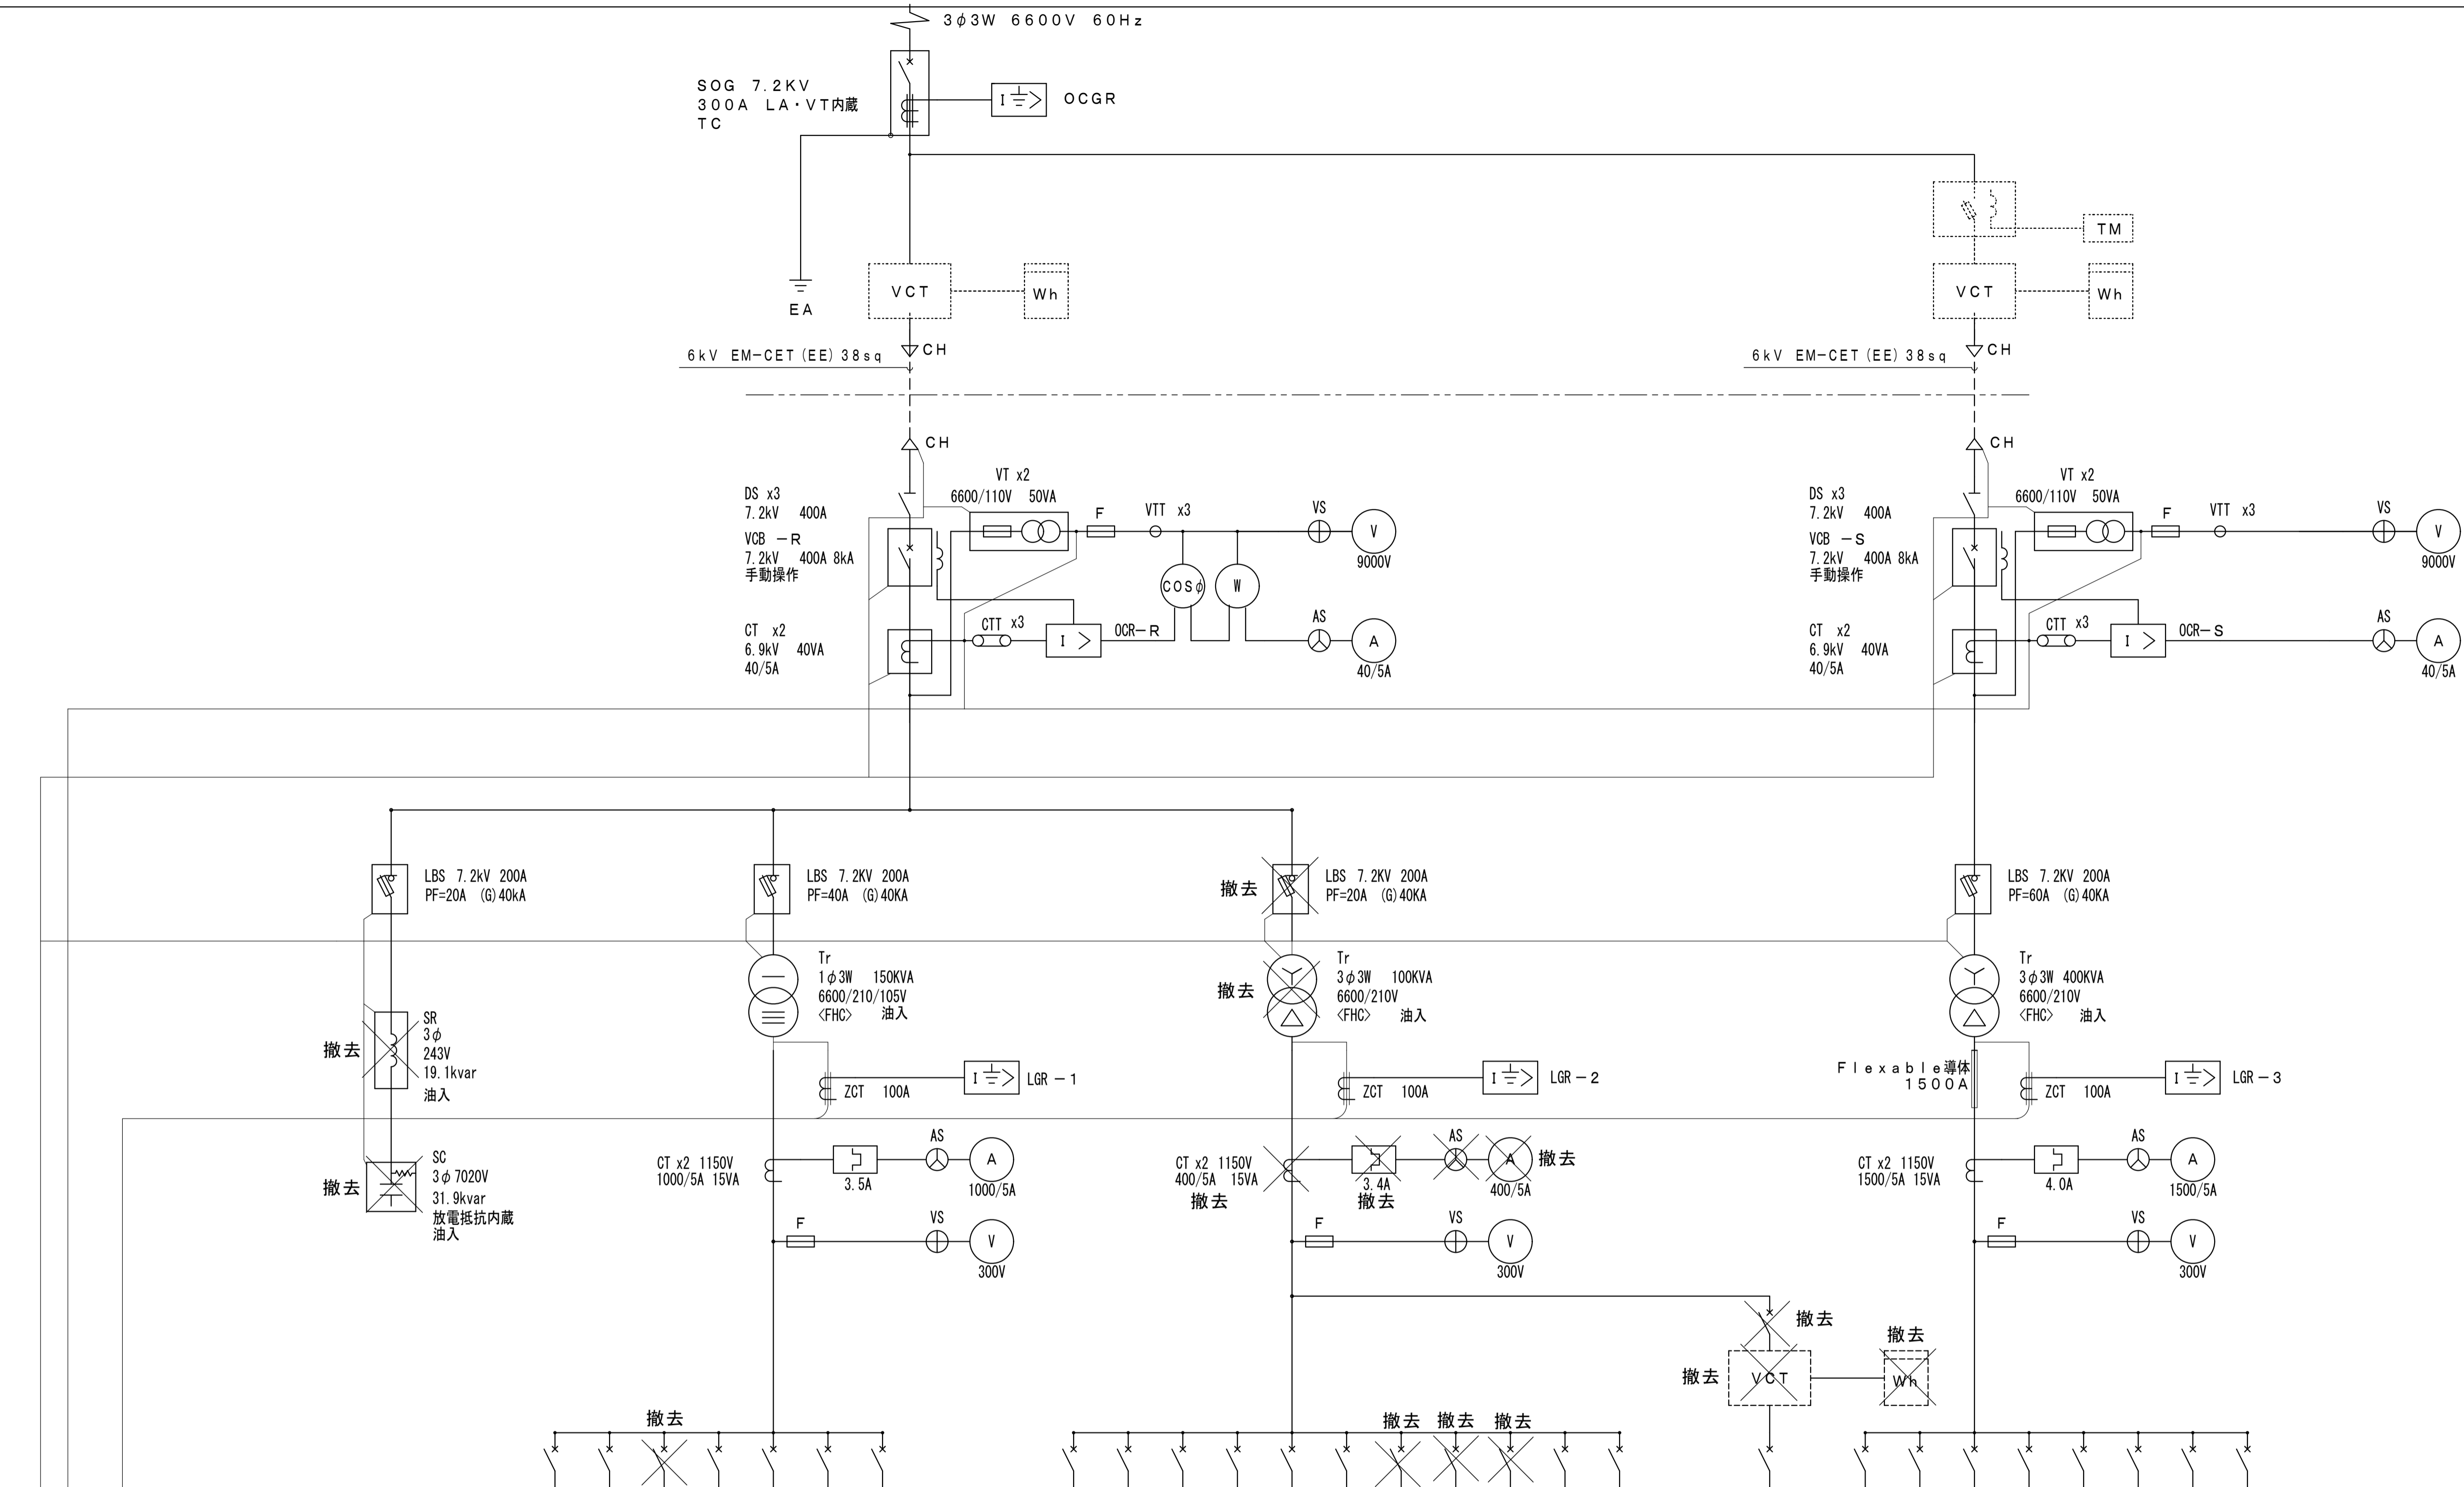 3φ3W 6600V 60Hz
SOG 7.2KV
300A LA・VT内蔵
TC
I
OCGR
EA
VCT
Wh
TM
VCT
Wh
CH
6kV EM-CET(EE)38sq
CH
6kV EM-CET(EE)38sq
CH
CH
DS x3
7.2kV 400A
VCB -R
7.2kV 400A 8kA
手動操作
CT x2
6.9kV 40VA
40/5A
VT x2
6600/110V 50VA
F
VTT x3
VS
V
9000V
COSφ
W
CTT x3
I >
OCR-R
AS
A
40/5A
DS x3
7.2kV 400A
VCB -S
7.2kV 400A 8kA
手動操作
CT x2
6.9kV 40VA
40/5A
VT x2
6600/110V 50VA
F
VTT x3
VS
V
9000V
CTT x3
I >
OCR-S
AS
A
40/5A
LBS 7.2kV 200A
PF=20A (G)40kA
LBS 7.2KV 200A
PF=40A (G)40KA
撤去
LBS 7.2KV 200A
PF=20A (G)40KA
LBS 7.2KV 200A
PF=60A (G)40KA
Tr
1φ3W 150KVA
6600/210/105V
<FHC> 油入
撤去
Tr
3φ3W 100KVA
6600/210V
<FHC> 油入
Tr
3φ3W 400KVA
6600/210V
<FHC> 油入
撤去
SR
3φ
243V
19.1kvar
油入
撤去
SC
3φ7020V
31.9kvar
放電抵抗内蔵
油入
ZCT 100A
I
LGR-1
ZCT 100A
I
LGR-2
Flexable導体
1500A
ZCT 100A
I
LGR-3
CT x2 1150V
1000/5A 15VA
3.5A
AS
A
1000/5A
F
VS
V
300V
CT x2 1150V
400/5A 15VA
撤去
3.4A
撤去
AS
A
撤去
400/5A
F
VS
V
300V
CT x2 1150V
1500/5A 15VA
4.0A
AS
A
1500/5A
F
VS
V
300V
撤去
撤去
VCT
撤去
Wh
撤去
撤去
撤去
撤去